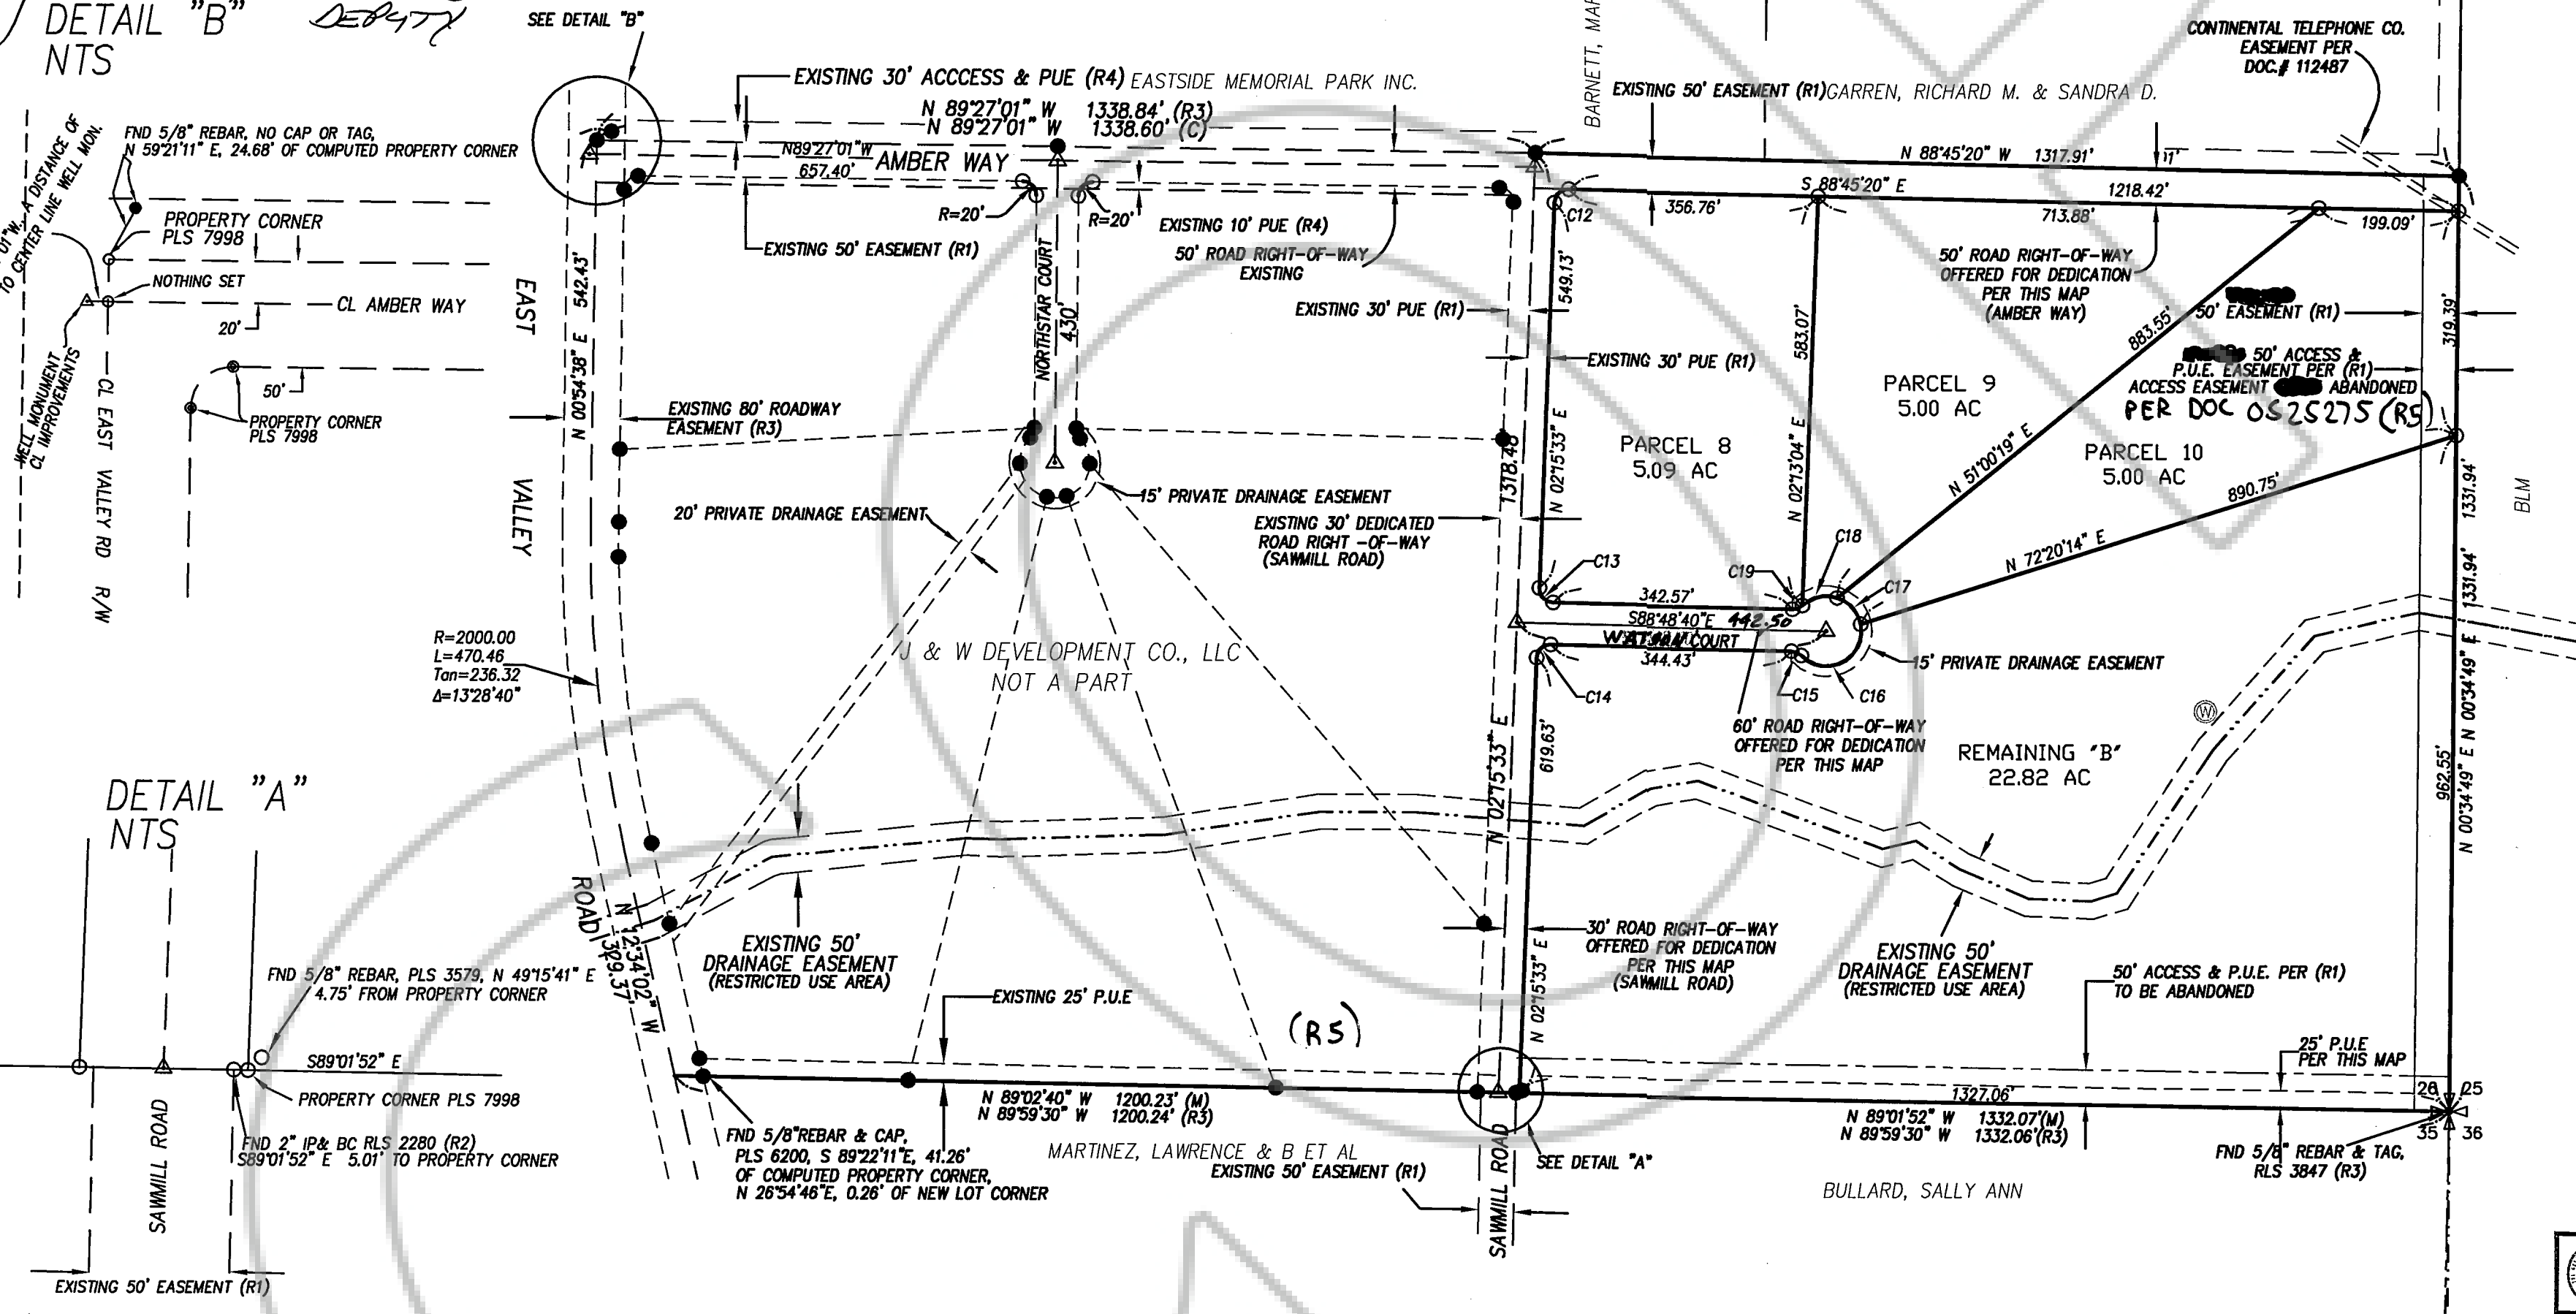 DETAIL "B"
NTS
DEPUTY
SEE DETAIL "B"
FND 5/8" REBAR, NO CAP OR TAG,
N 59°21'11" E, 24.68' OF COMPUTED PROPERTY CORNER
01"W, A DISTANCE OF
TO CENTER LINE WELL MON.
PROPERTY CORNER
PLS 7998
NOTHING SET
CL AMBER WAY
20'
50'
WELL MONUMENT
CL IMPROVEMENTS
CL EAST VALLEY RD R/W
PROPERTY CORNER
PLS 7998
EXISTING 30' ACCCESS & PUE (R4)
EASTSIDE MEMORIAL PARK INC.
N 89°27'01" W 1338.84' (R3)
N 89°27'01" W 1338.60' (C)
N89°27'01"W
657.40'
AMBER WAY
R=20'
R=20'
EXISTING 50' EASEMENT (R1)
EXISTING 10' PUE (R4)
50' ROAD RIGHT-OF-WAY
EXISTING
NORTHSTAR COURT
430'
BARNETT, MAR
EXISTING 50' EASEMENT (R1)
GARREN, RICHARD M. & SANDRA D.
CONTINENTAL TELEPHONE CO.
EASEMENT PER
DOC.# 112487
N 88°45'20" W 1317.91'
S 88°45'20" E 1218.42'
356.76'
713.88'
199.09'
C12
50' ROAD RIGHT-OF-WAY
OFFERED FOR DEDICATION
PER THIS MAP
(AMBER WAY)
50' EASEMENT (R1)
50' ACCESS &
P.U.E. EASEMENT PER (R1)
ACCESS EASEMENT ABANDONED
PER DOC 0525275 (R5)
319.39'
EXISTING 30' PUE (R1)
EXISTING 30' PUE (R1)
549.13'
N 02°15'33" E
583.07'
N 02°13'04" E
883.55'
N 51°00'19" E
890.75'
N 72°20'14" E
PARCEL 8
5.09 AC
PARCEL 9
5.00 AC
PARCEL 10
5.00 AC
BLM
1331.94'
1331.94'
N 00°34'49" E N 00°34'49" E
962.55'
EAST
VALLEY
ROAD
N 00°54'38" E 542.43'
EXISTING 80' ROADWAY
EASEMENT (R3)
20' PRIVATE DRAINAGE EASEMENT
15' PRIVATE DRAINAGE EASEMENT
EXISTING 30' DEDICATED
ROAD RIGHT -OF-WAY
(SAWMILL ROAD)
1318.48'
N 02°15'33" E
C13
C19
C18
C17
342.57'
S88°48'40"E 442.50
COURT
344.43'
C14
C15
C16
15' PRIVATE DRAINAGE EASEMENT
60' ROAD RIGHT-OF-WAY
OFFERED FOR DEDICATION
PER THIS MAP
W
REMAINING "B"
22.82 AC
R=2000.00
L=470.46
Tan=236.32
Δ=13°28'40"
J & W DEVELOPMENT CO., LLC
NOT A PART
619.63'
N 02°15'33" E
DETAIL "A"
NTS
FND 5/8" REBAR, PLS 3579, N 49°15'41" E
4.75' FROM PROPERTY CORNER
S89°01'52" E
PROPERTY CORNER PLS 7998
FND 2" IP& BC RLS 2280 (R2)
S89°01'52" E 5.01' TO PROPERTY CORNER
SAWMILL ROAD
EXISTING 50' EASEMENT (R1)
N 12°34'02" W
329.37'
EXISTING 50'
DRAINAGE EASEMENT
(RESTRICTED USE AREA)
EXISTING 25' P.U.E
(R5)
30' ROAD RIGHT-OF-WAY
OFFERED FOR DEDICATION
PER THIS MAP
(SAWMILL ROAD)
EXISTING 50'
DRAINAGE EASEMENT
(RESTRICTED USE AREA)
50' ACCESS & P.U.E. PER (R1)
TO BE ABANDONED
25' P.U.E
PER THIS MAP
N 89°02'40" W 1200.23' (M)
N 89°59'30" W 1200.24' (R3)
FND 5/8"REBAR & CAP,
PLS 6200, S 89°22'11"E, 41.26'
OF COMPUTED PROPERTY CORNER,
N 26°54'46"E, 0.26' OF NEW LOT CORNER
MARTINEZ, LAWRENCE & B ET AL
EXISTING 50' EASEMENT (R1)
SAWMILL ROAD
SEE DETAIL "A"
1327.06'
N 89°01'52" W 1332.07'(M)
N 89°59'30" W 1332.06'(R3)
BULLARD, SALLY ANN
FND 5/8" REBAR & TAG,
RLS 3847 (R3)
26 25
35 36